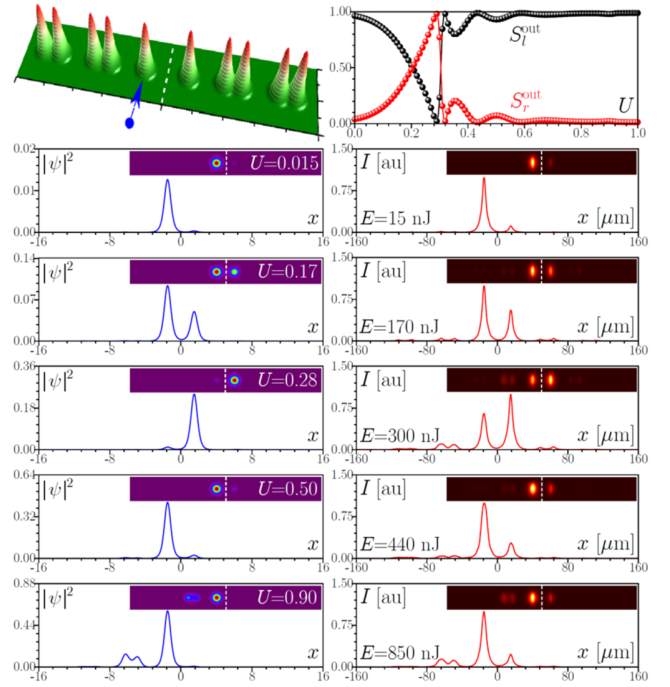 1.00
0.50
0.00
0.0 0.2 0.4 0.6 0.8 1.0
S_l^out
S_r^out
U
0.02
0.01
0.00
|ψ|²
U=0.015
x
-16 -8 0 8 16
1.50
0.75
0.00
I [au]
E=15 nJ
x [μm]
-160 -80 0 80 160
0.14
0.07
0.00
|ψ|²
U=0.17
x
-16 -8 0 8 16
1.50
0.75
0.00
I [au]
E=170 nJ
x [μm]
-160 -80 0 80 160
0.36
0.18
0.00
|ψ|²
U=0.28
x
-16 -8 0 8 16
1.50
0.75
0.00
I [au]
E=300 nJ
x [μm]
-160 -80 0 80 160
0.64
0.32
0.00
|ψ|²
U=0.50
x
-16 -8 0 8 16
1.50
0.75
0.00
I [au]
E=440 nJ
x [μm]
-160 -80 0 80 160
0.88
0.44
0.00
|ψ|²
U=0.90
x
-16 -8 0 8 16
1.50
0.75
0.00
I [au]
E=850 nJ
x [μm]
-160 -80 0 80 160